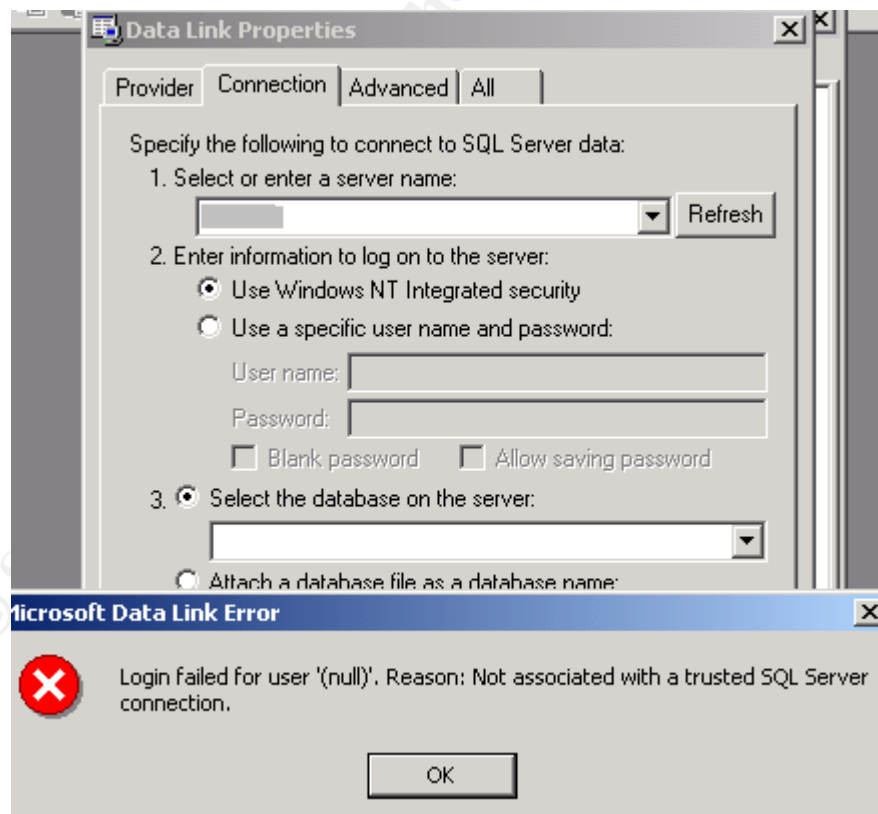 Data Link Properties
Provider Connection Advanced All
Specify the following to connect to SQL Server data:
1. Select or enter a server name:
Refresh
2. Enter information to log on to the server:
Use Windows NT Integrated security
Use a specific user name and password:
User name:
Password:
Blank password Allow saving password
3. Select the database on the server:
Attach a database file as a database name:
Microsoft Data Link Error
Login failed for user '(null)'. Reason: Not associated with a trusted SQL Server
connection.
OK